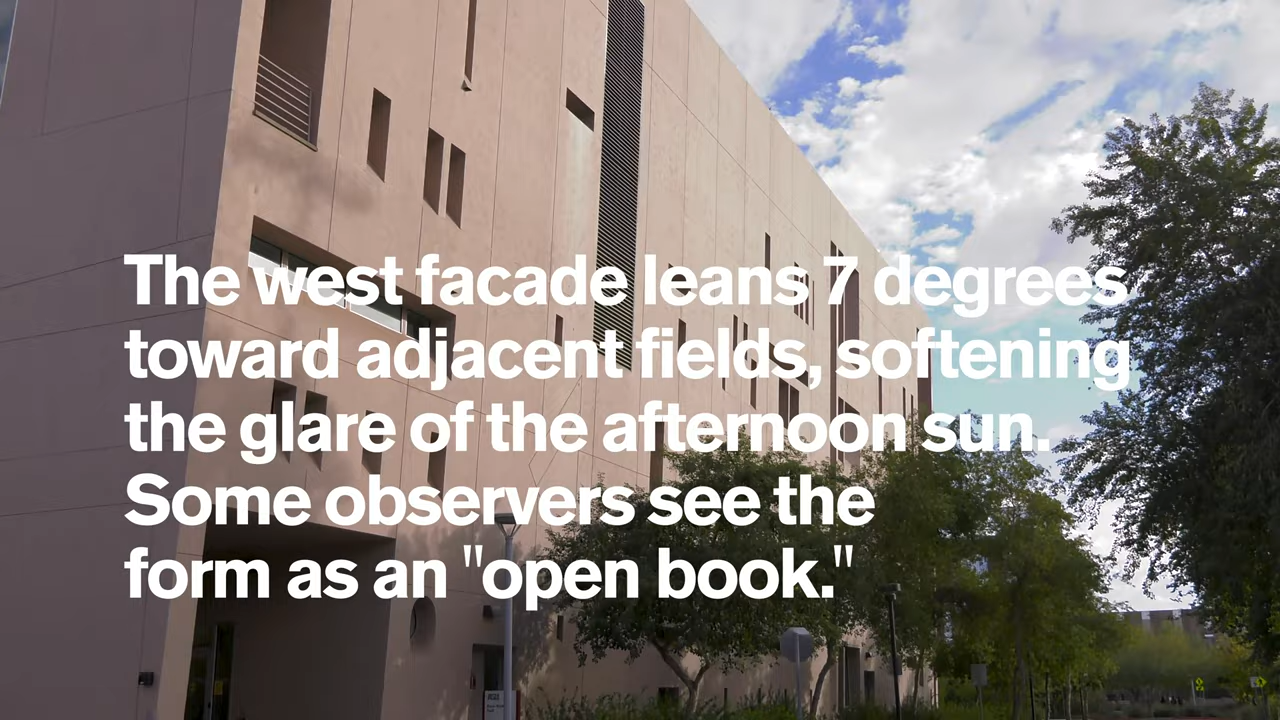 The west facade leans 7 degrees
toward adjacent fields, softening
the glare of the afternoon sun.
Some observers see the
form as an "open book."